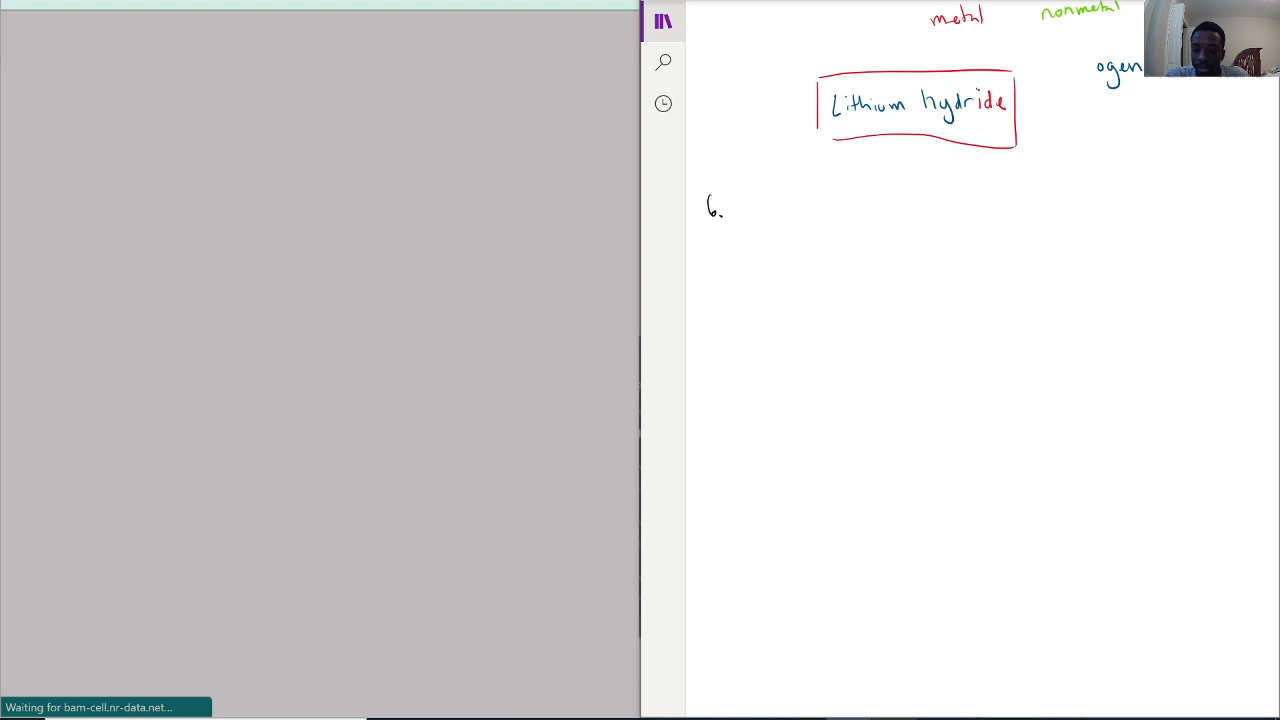 metal nonmetal
ogen
Lithium hydride
6.
Waiting for bam-cell.nr-data.net...